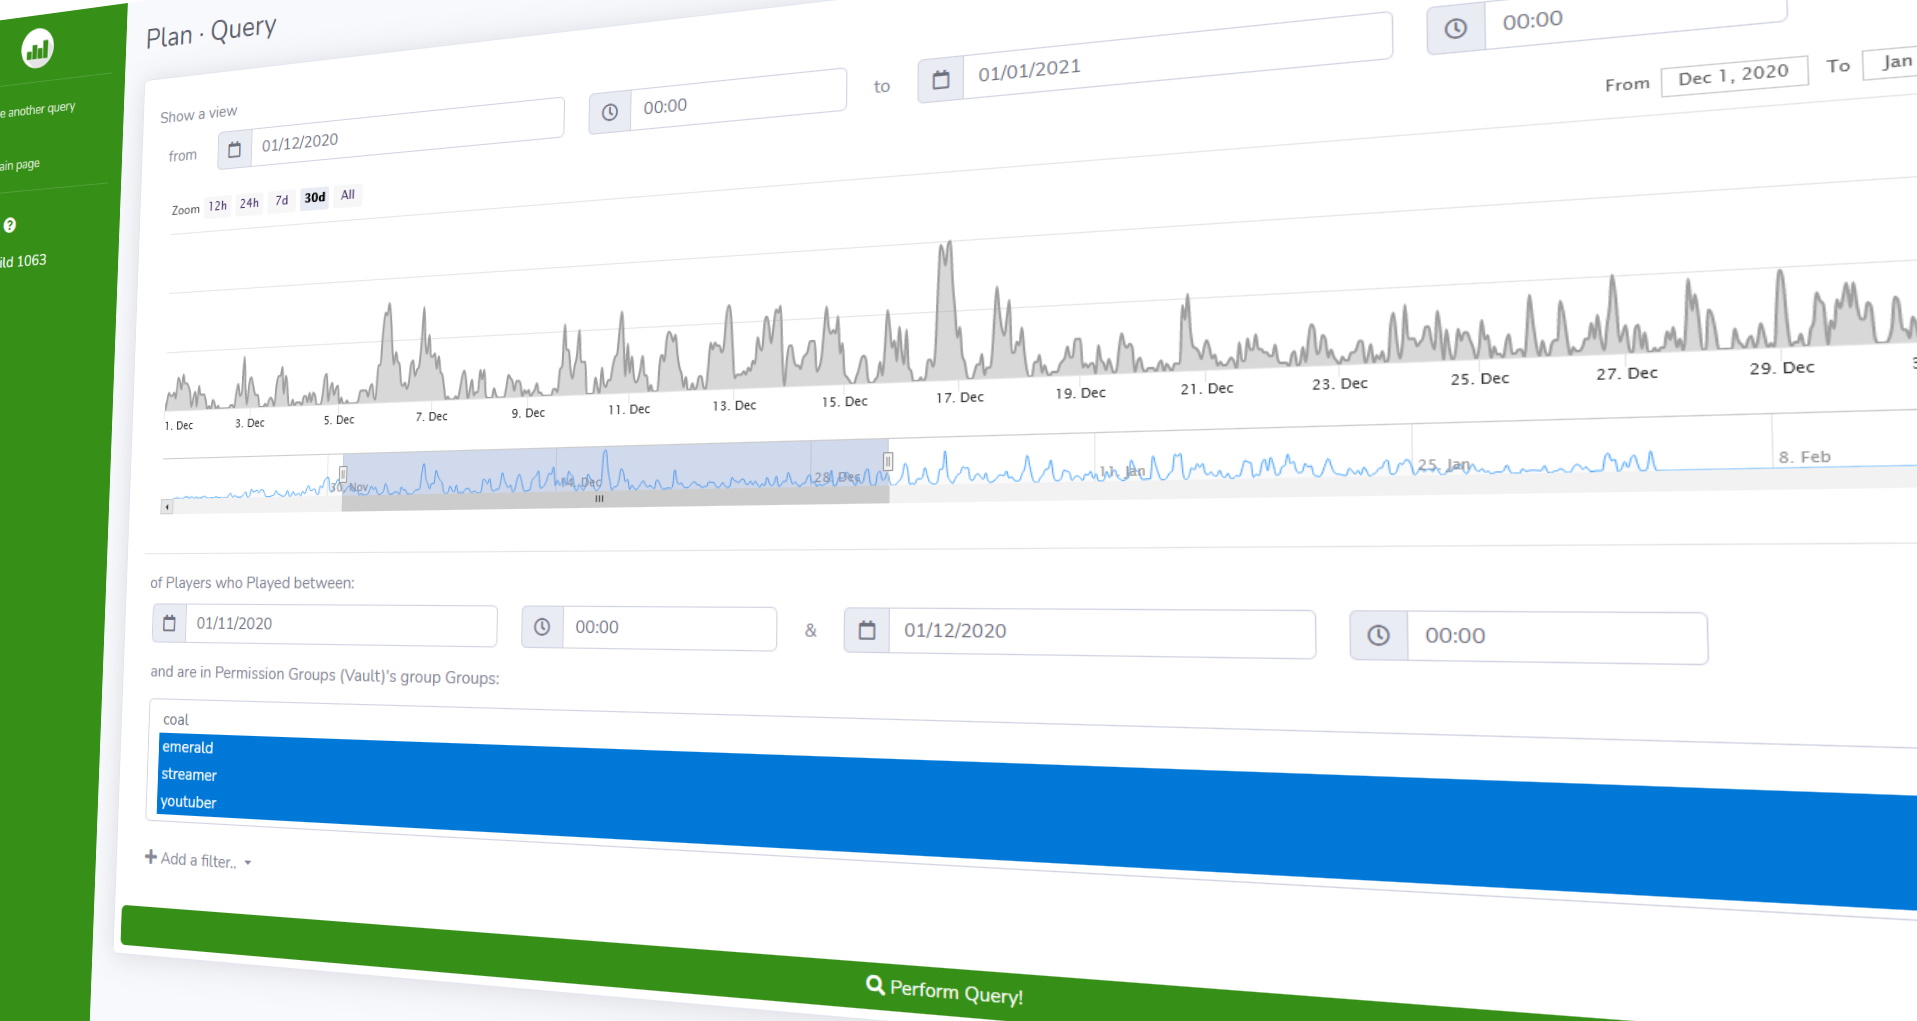 Plan · Query
e another query
ain page
ild 1063
Show a view
from 01/12/2020 00:00 to 01/01/2021 00:00
From Dec 1, 2020 To Jan
Zoom 12h 24h 7d 30d All
1. Dec 3. Dec 5. Dec 7. Dec 9. Dec 11. Dec 13. Dec 15. Dec 17. Dec 19. Dec 21. Dec 23. Dec 25. Dec 27. Dec 29. Dec 3
30. Nov 14. Dec 28. Dec 11. Jan 25. Jan 8. Feb
of Players who Played between:
01/11/2020 00:00 & 01/12/2020 00:00
and are in Permission Groups (Vault)'s group Groups:
coal
emerald
streamer
youtuber
Add a filter..
Perform Query!